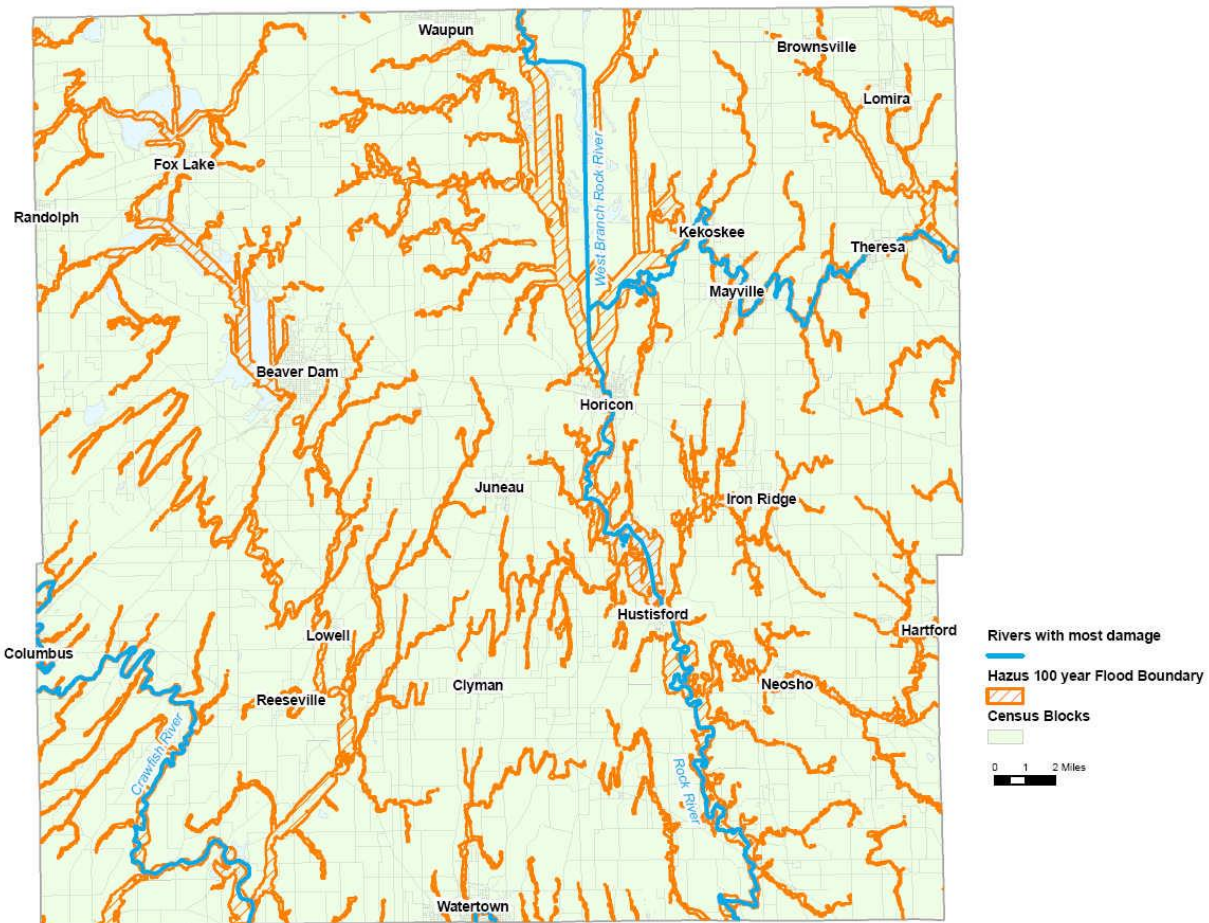 Waupun
Brownsville
Lomira
Fox Lake
West Branch Rock River
Randolph
Kekoskee
Theresa
Mayville
Beaver Dam
Horicon
Juneau
Iron Ridge
Hustisford
Hartford
Lowell
Columbus
Clyman
Neosho
Reeseville
Crawfish River
Rock River
Watertown
Rivers with most damage
Hazus 100 year Flood Boundary
Census Blocks
0 1 2 Miles